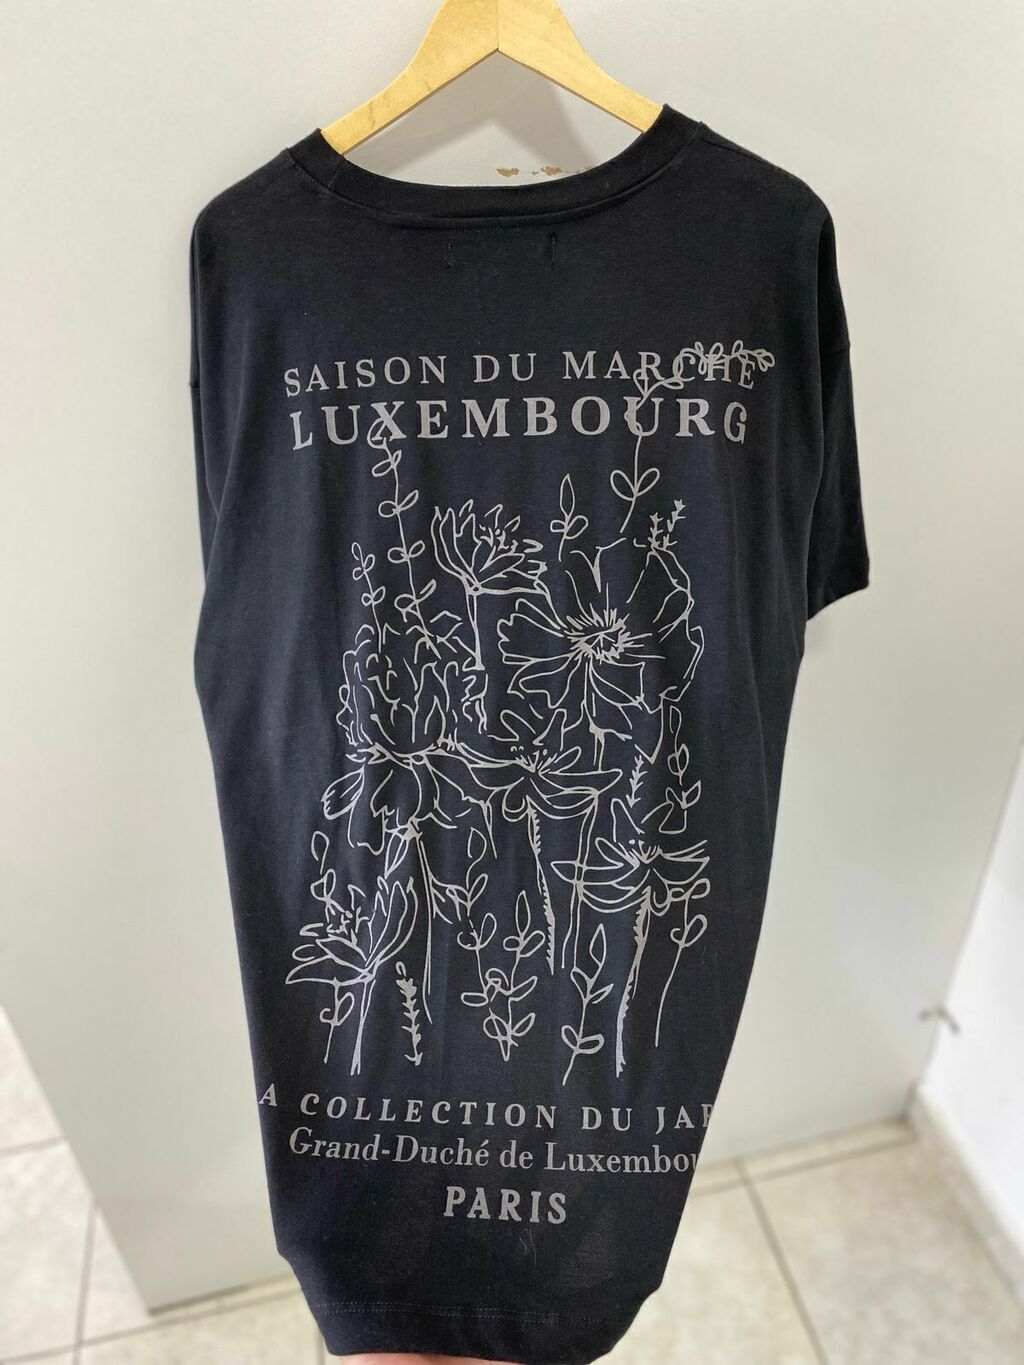 SAISON DU MARCHE
LUXEMBOURG
A COLLECTION DU
Grand-Duché de
PARIS